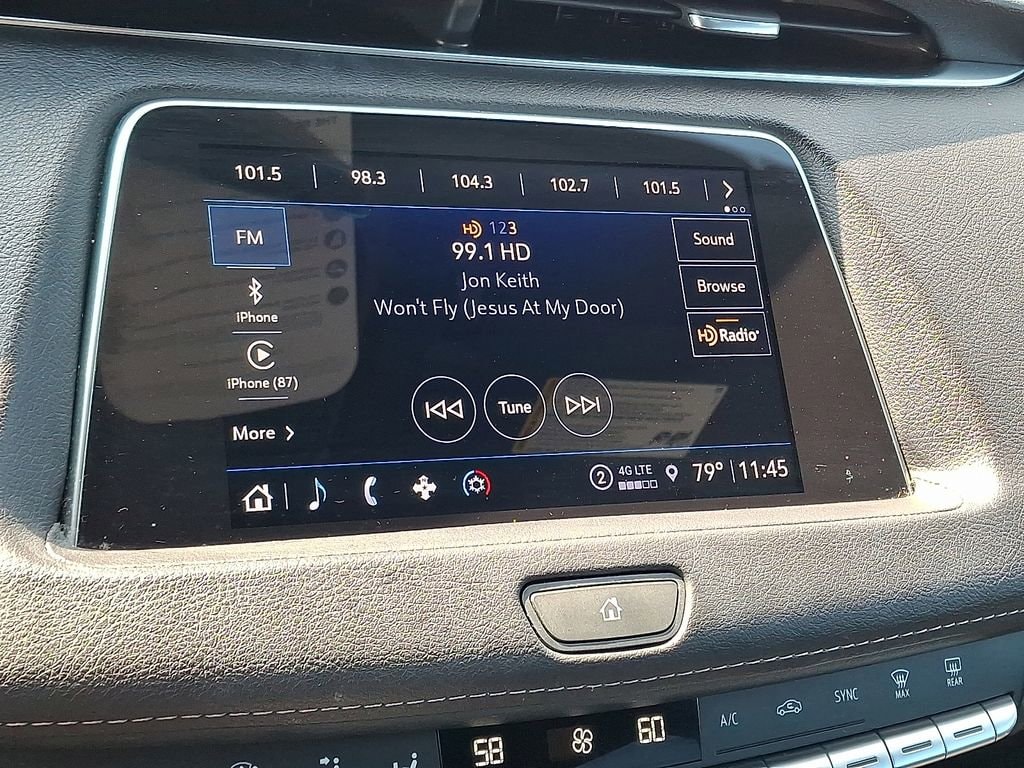 101.5 98.3 104.3 102.7 101.5
FM
HD 123
99.1 HD
Jon Keith
Won't Fly (Jesus At My Door)
Sound
Browse
HD Radio
iPhone
iPhone (87)
More
Tune
2 4G LTE 79° 11:45
A/C SYNC MAX REAR
58 60